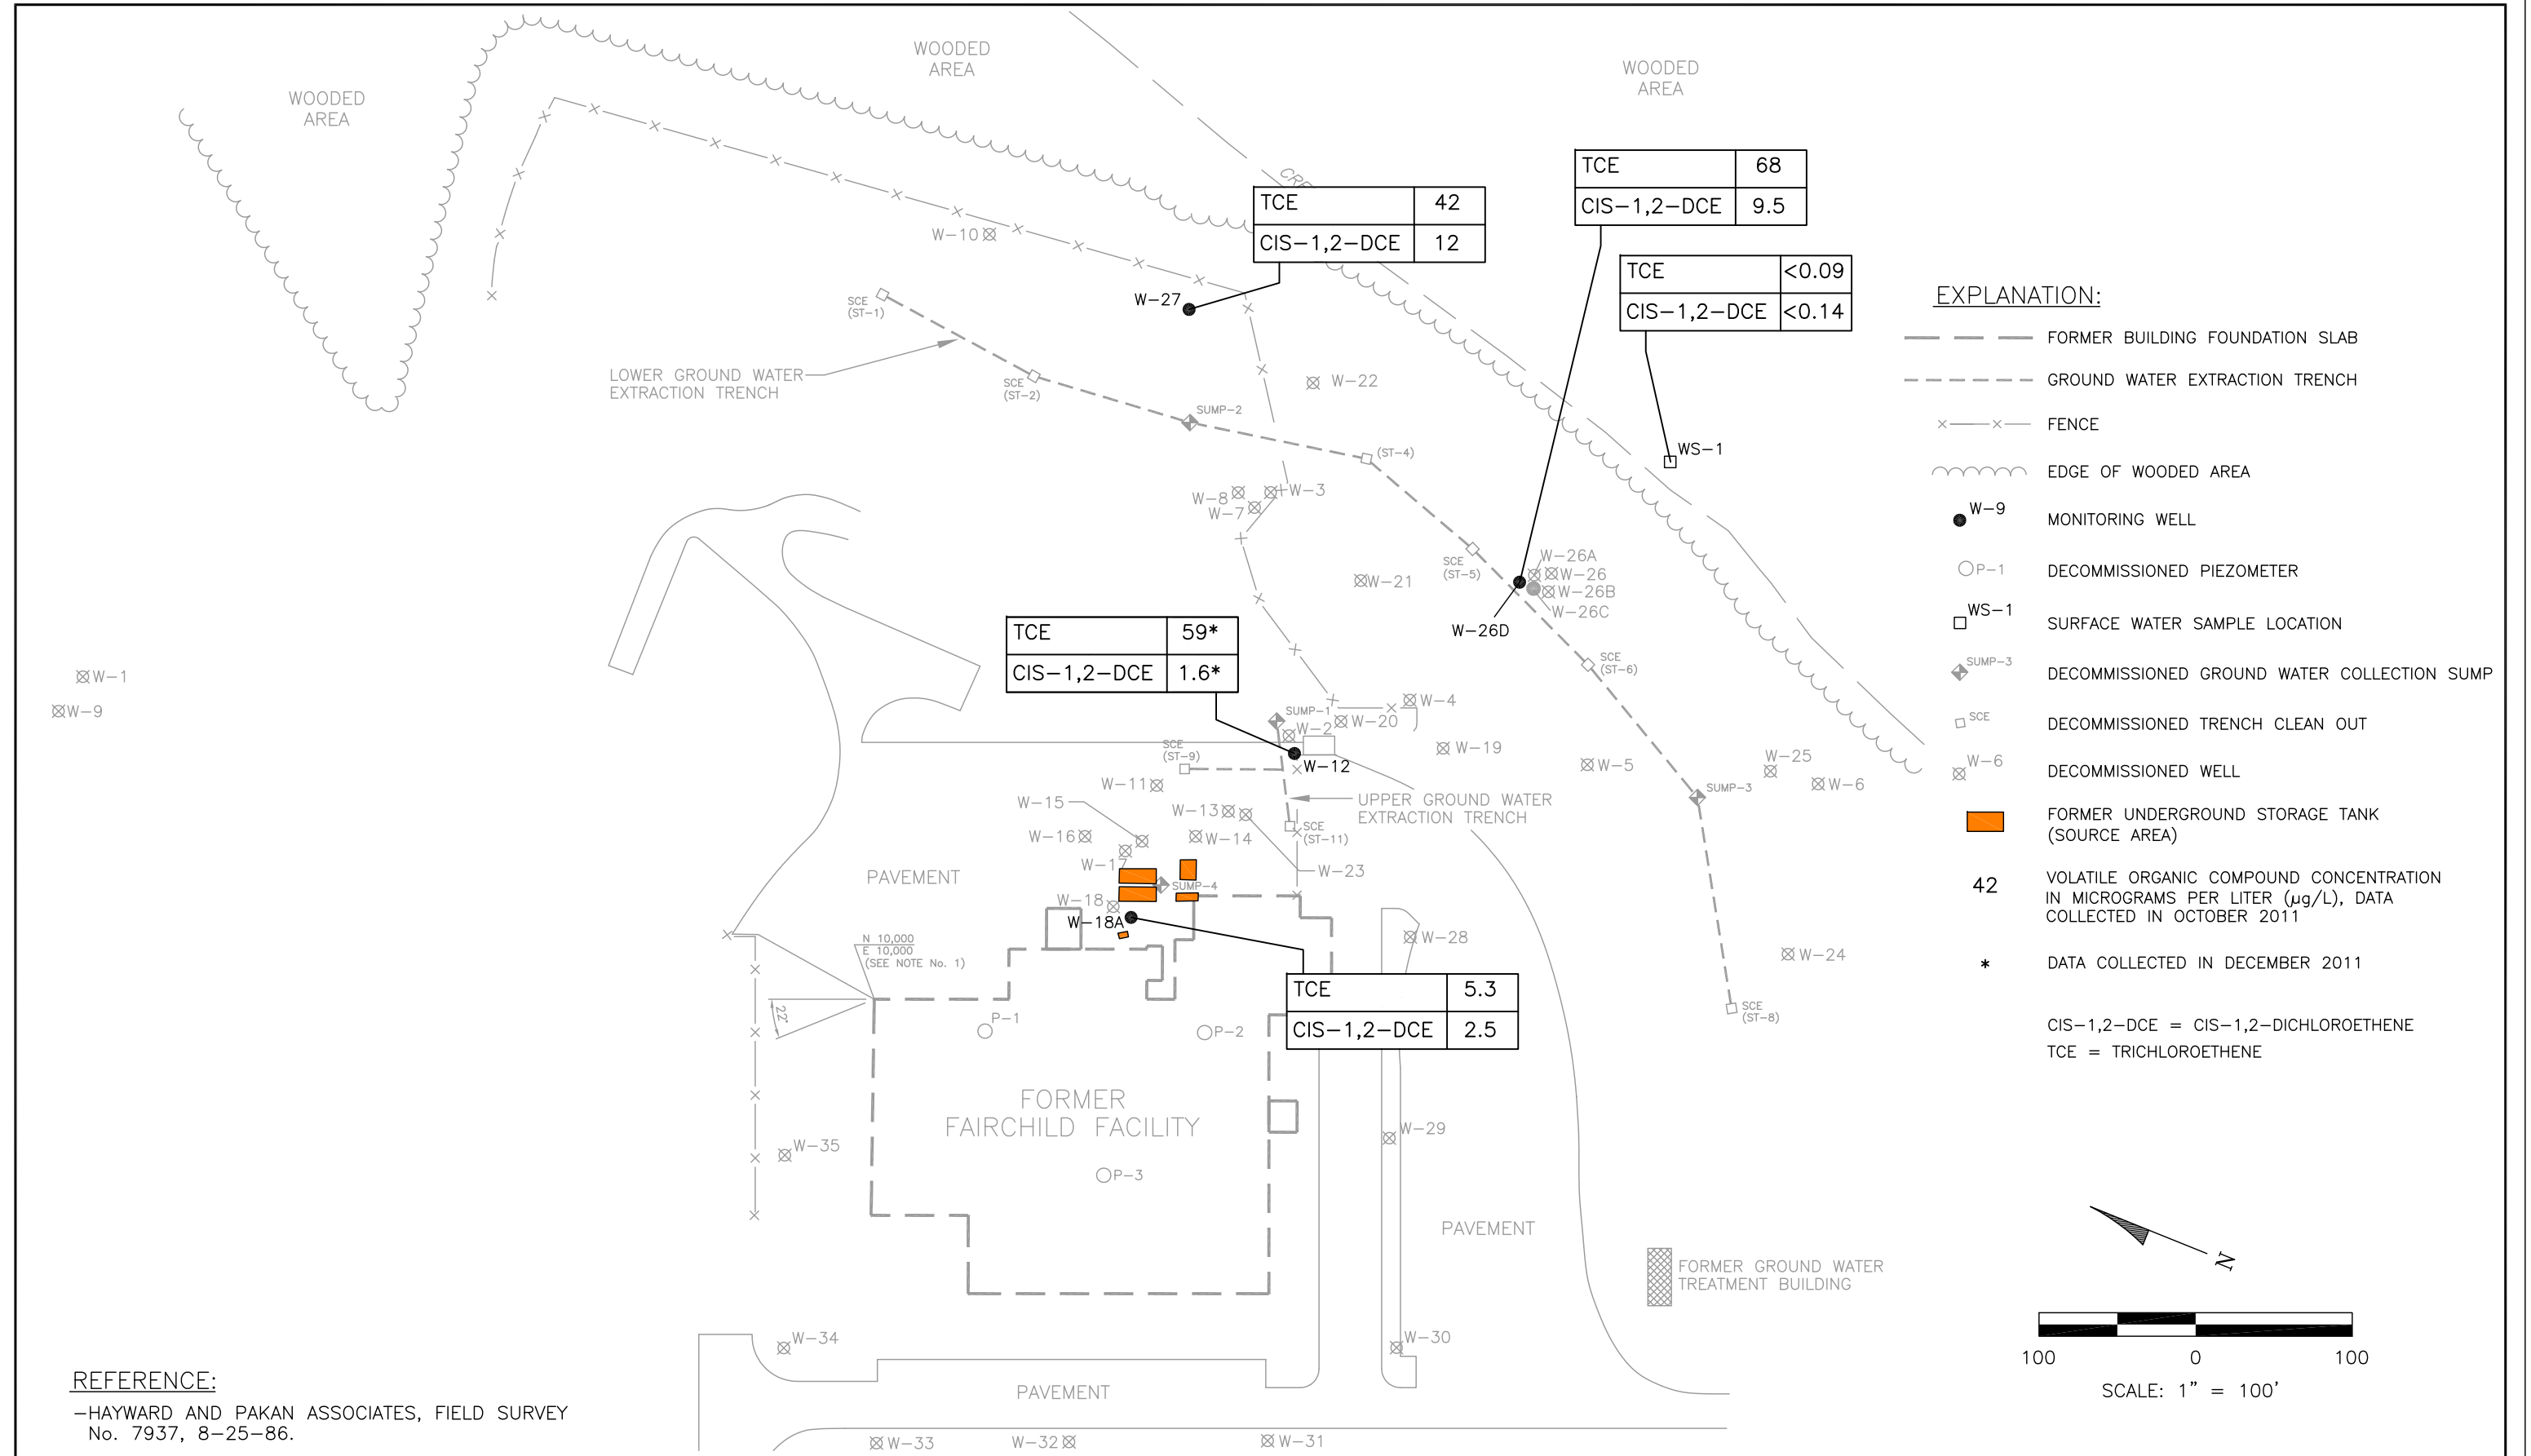 WOODED
AREA
WOODED
AREA
WOODED
AREA
TCE 68
CIS-1,2-DCE 9.5
TCE 42
CIS-1,2-DCE 12
TCE <0.09
CIS-1,2-DCE <0.14
W-10
W-27
SCE
(ST-1)
LOWER GROUND WATER
EXTRACTION TRENCH
SCE
(ST-2)
W-22
SUMP-2
(ST-4)
WS-1
W-8
W-3
W-7
SCE
(ST-5)
W-26A
W-26
W-26B
W-26C
W-21
W-26D
TCE 59*
CIS-1,2-DCE 1.6*
W-1
W-9
SCE
(ST-6)
W-4
SUMP-1
W-20
W-2
SCE
(ST-9)
W-19
W-12
W-5
W-25
W-6
W-11
SUMP-3
UPPER GROUND WATER
EXTRACTION TRENCH
W-15
W-13
SCE
(ST-11)
W-16
W-14
W-17
W-23
PAVEMENT
SUMP-4
W-18
W-18A
W-28
N 10,000
E 10,000
(SEE NOTE No. 1)
W-24
22°
TCE 5.3
CIS-1,2-DCE 2.5
SCE
(ST-8)
P-1
P-2
FORMER
FAIRCHILD FACILITY
W-29
W-35
P-3
PAVEMENT
FORMER GROUND WATER
TREATMENT BUILDING
W-34
W-30
PAVEMENT
W-33
W-32
W-31
REFERENCE:
-HAYWARD AND PAKAN ASSOCIATES, FIELD SURVEY
No. 7937, 8-25-86.
EXPLANATION:
FORMER BUILDING FOUNDATION SLAB
GROUND WATER EXTRACTION TRENCH
FENCE
EDGE OF WOODED AREA
W-9 MONITORING WELL
P-1 DECOMMISSIONED PIEZOMETER
WS-1 SURFACE WATER SAMPLE LOCATION
SUMP-3 DECOMMISSIONED GROUND WATER COLLECTION SUMP
SCE DECOMMISSIONED TRENCH CLEAN OUT
W-6 DECOMMISSIONED WELL
FORMER UNDERGROUND STORAGE TANK
(SOURCE AREA)
42 VOLATILE ORGANIC COMPOUND CONCENTRATION
IN MICROGRAMS PER LITER (µg/L), DATA
COLLECTED IN OCTOBER 2011
* DATA COLLECTED IN DECEMBER 2011
CIS-1,2-DCE = CIS-1,2-DICHLOROETHENE
TCE = TRICHLOROETHENE
N
100 0 100
SCALE: 1" = 100'